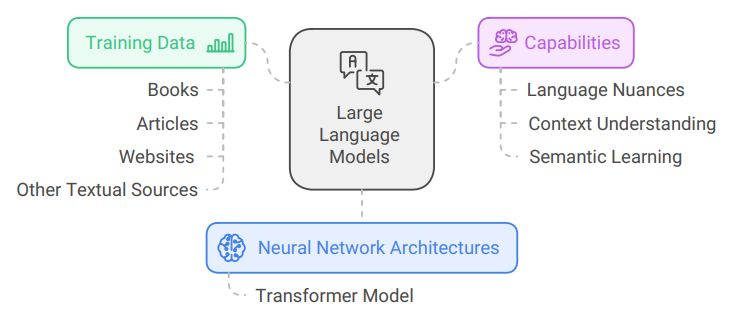 Training Data
Books
Articles
Websites
Other Textual Sources
A
文
Large
Language
Models
Capabilities
Language Nuances
Context Understanding
Semantic Learning
Neural Network Architectures
Transformer Model